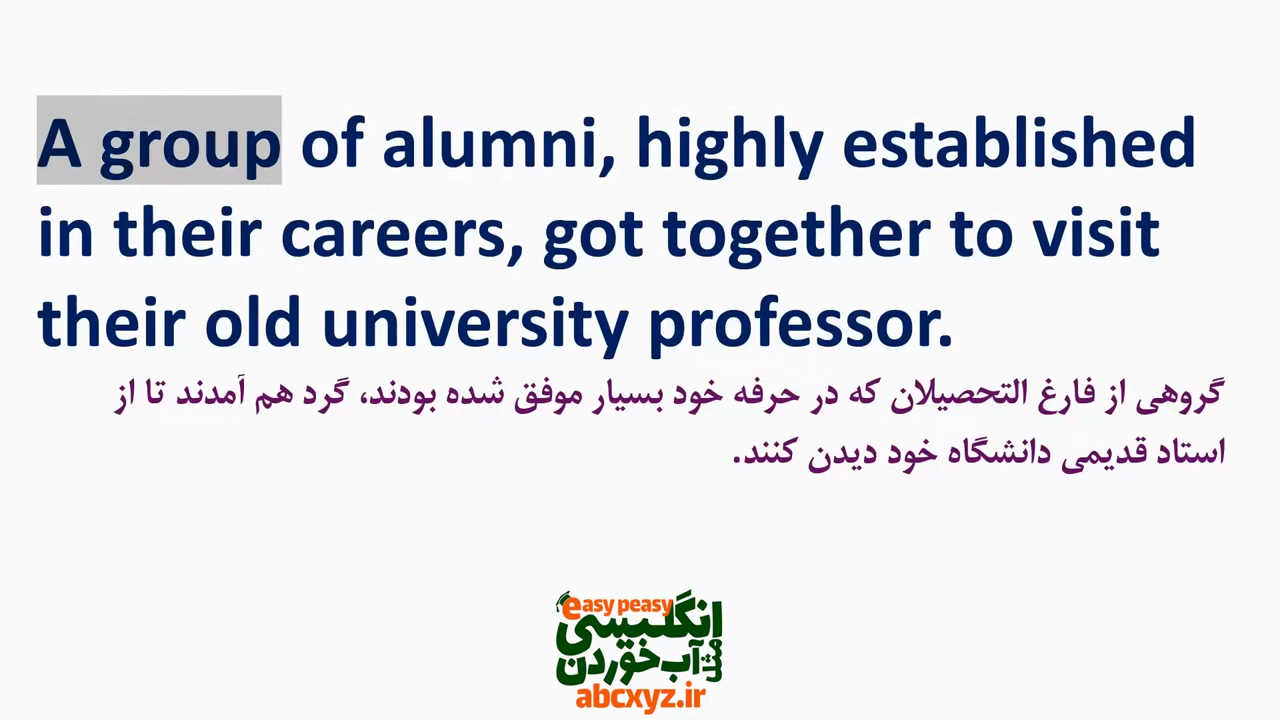 A group of alumni, highly established
in their careers, got together to visit
their old university professor.
گروهی از فارغ التحصیلان که در حرفه خود بسیار موفق شده بودند، گرد هم آمدند تا از
استاد قدیمی دانشگاه خود دیدن کنند.
easy peasy
انگلیسی
مثل آب خوردن
abcxyz.ir